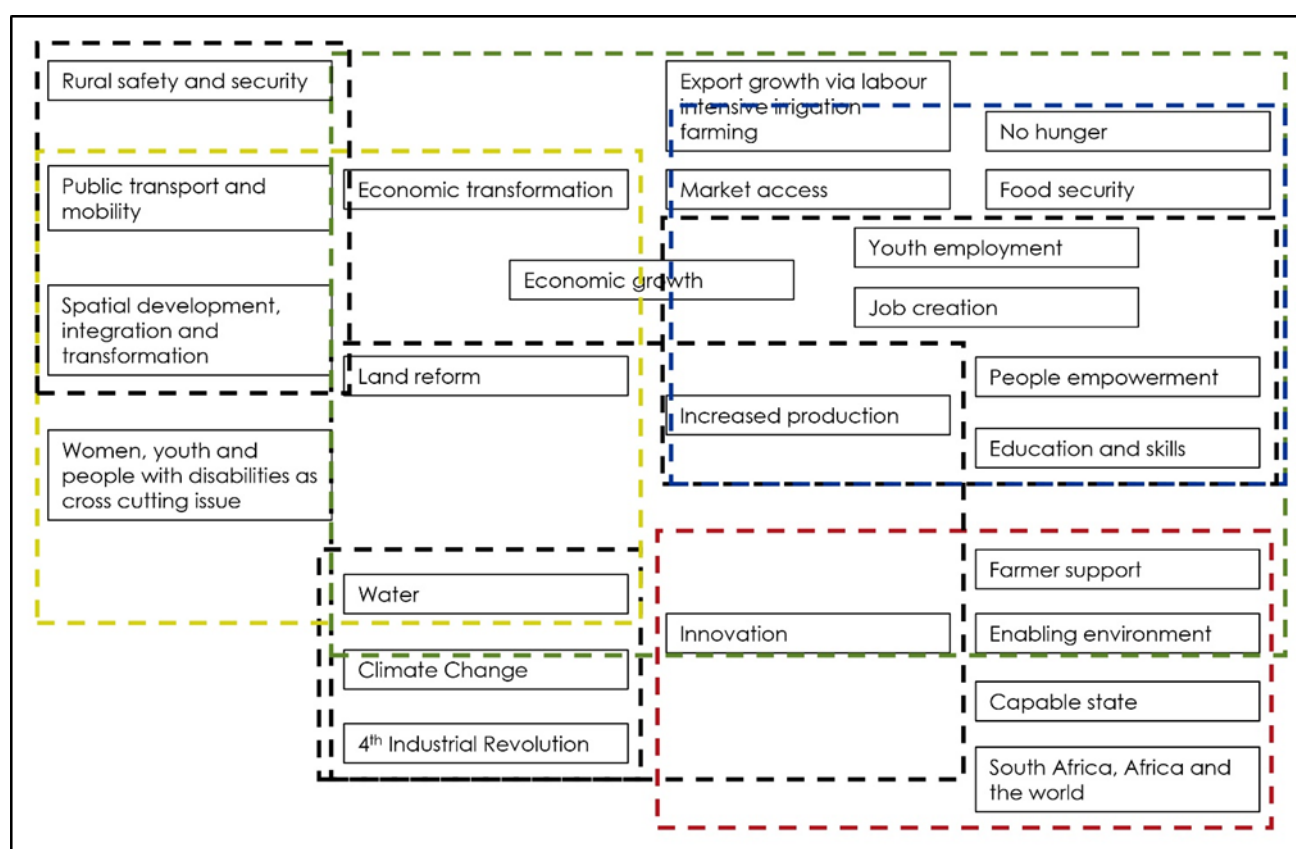 Rural safety and security
Export growth via labour
intensive irrigation
farming
No hunger
Public transport and
mobility
Economic transformation
Market access
Food security
Youth employment
Economic growth
Job creation
Spatial development,
integration and
transformation
Land reform
People empowerment
Increased production
Women, youth and
people with disabilities as
cross cutting issue
Education and skills
Farmer support
Water
Innovation
Enabling environment
Climate Change
Capable state
4th Industrial Revolution
South Africa, Africa and
the world